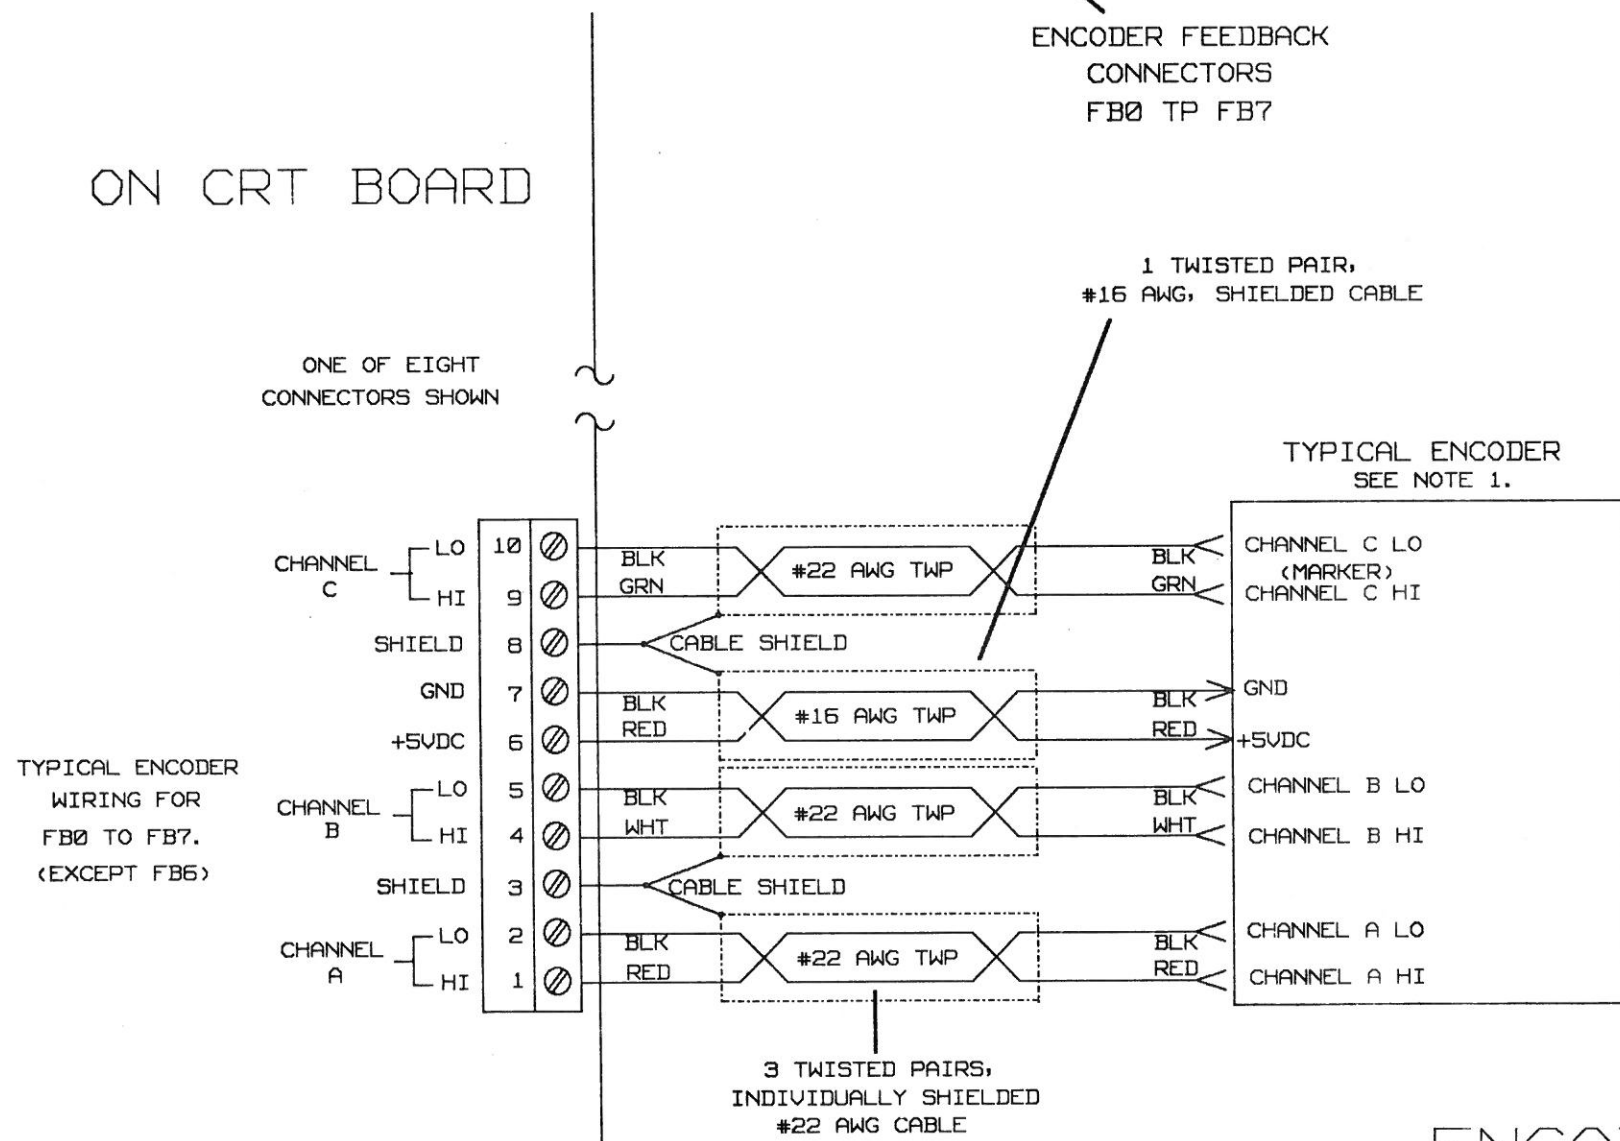 ENCODER FEEDBACK
CONNECTORS
FB0 TP FB7
ON CRT BOARD
1 TWISTED PAIR,
#16 AWG, SHIELDED CABLE
ONE OF EIGHT
CONNECTORS SHOWN
TYPICAL ENCODER
SEE NOTE 1.
CHANNEL C
LO 10 BLK #22 AWG TWP BLK CHANNEL C LO
(MARKER)
HI 9 GRN GRN CHANNEL C HI
SHIELD 8 CABLE SHIELD
GND 7 BLK #16 AWG TWP BLK GND
+5VDC 6 RED RED +5VDC
TYPICAL ENCODER
WIRING FOR
FB0 TO FB7.
(EXCEPT FB6)
CHANNEL B
LO 5 BLK #22 AWG TWP BLK CHANNEL B LO
HI 4 WHT WHT CHANNEL B HI
SHIELD 3 CABLE SHIELD
CHANNEL A
LO 2 BLK #22 AWG TWP BLK CHANNEL A LO
HI 1 RED RED CHANNEL A HI
3 TWISTED PAIRS,
INDIVIDUALLY SHIELDED
#22 AWG CABLE